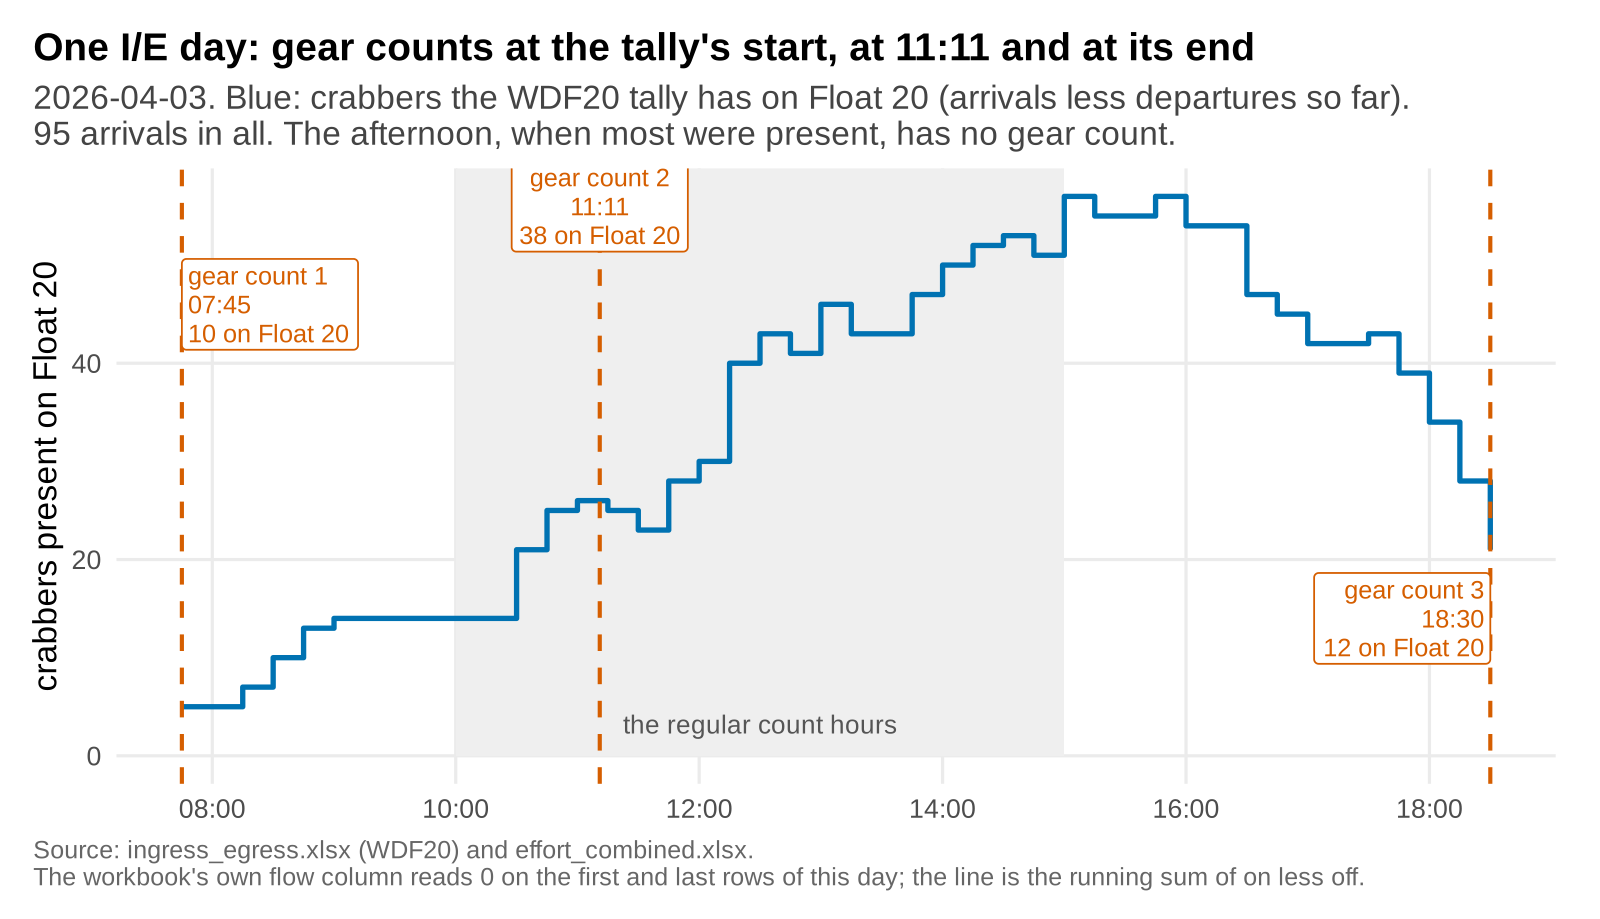 One I/E day: gear counts at the tally's start, at 11:11 and at its end
2026-04-03. Blue: crabbers the WDF20 tally has on Float 20 (arrivals less departures so far).
95 arrivals in all. The afternoon, when most were present, has no gear count.
gear count 2
11:11
38 on Float 20
gear count 1
07:45
10 on Float 20
gear count 3
18:30
12 on Float 20
the regular count hours
crabbers present on Float 20
40
20
0
08:00
10:00
12:00
14:00
16:00
18:00
Source: ingress_egress.xlsx (WDF20) and effort_combined.xlsx.
The workbook's own flow column reads 0 on the first and last rows of this day; the line is the running sum of on less off.